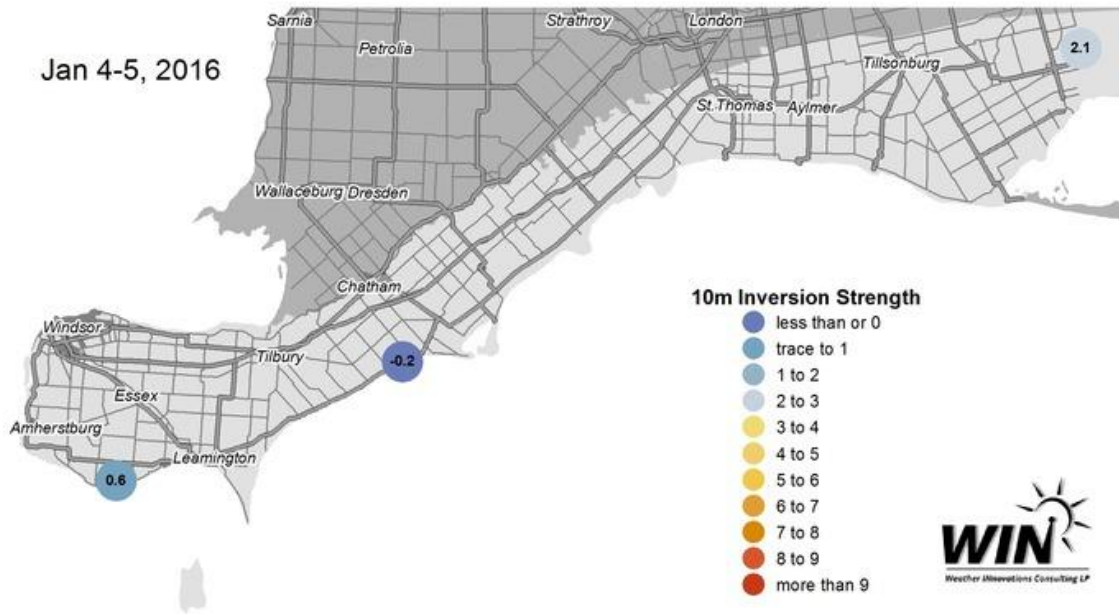 Sarnia
Strathroy
London
Petrolia
Jan 4-5, 2016
Tillsonburg
2.1
St.Thomas
Aylmer
Wallaceburg
Dresden
Chatham
10m Inversion Strength
less than or 0
trace to 1
1 to 2
2 to 3
3 to 4
4 to 5
5 to 6
6 to 7
7 to 8
8 to 9
more than 9
Windsor
Tilbury
-0.2
Essex
Amherstburg
Leamington
0.6
WIN
Weather INnovations Consulting LP